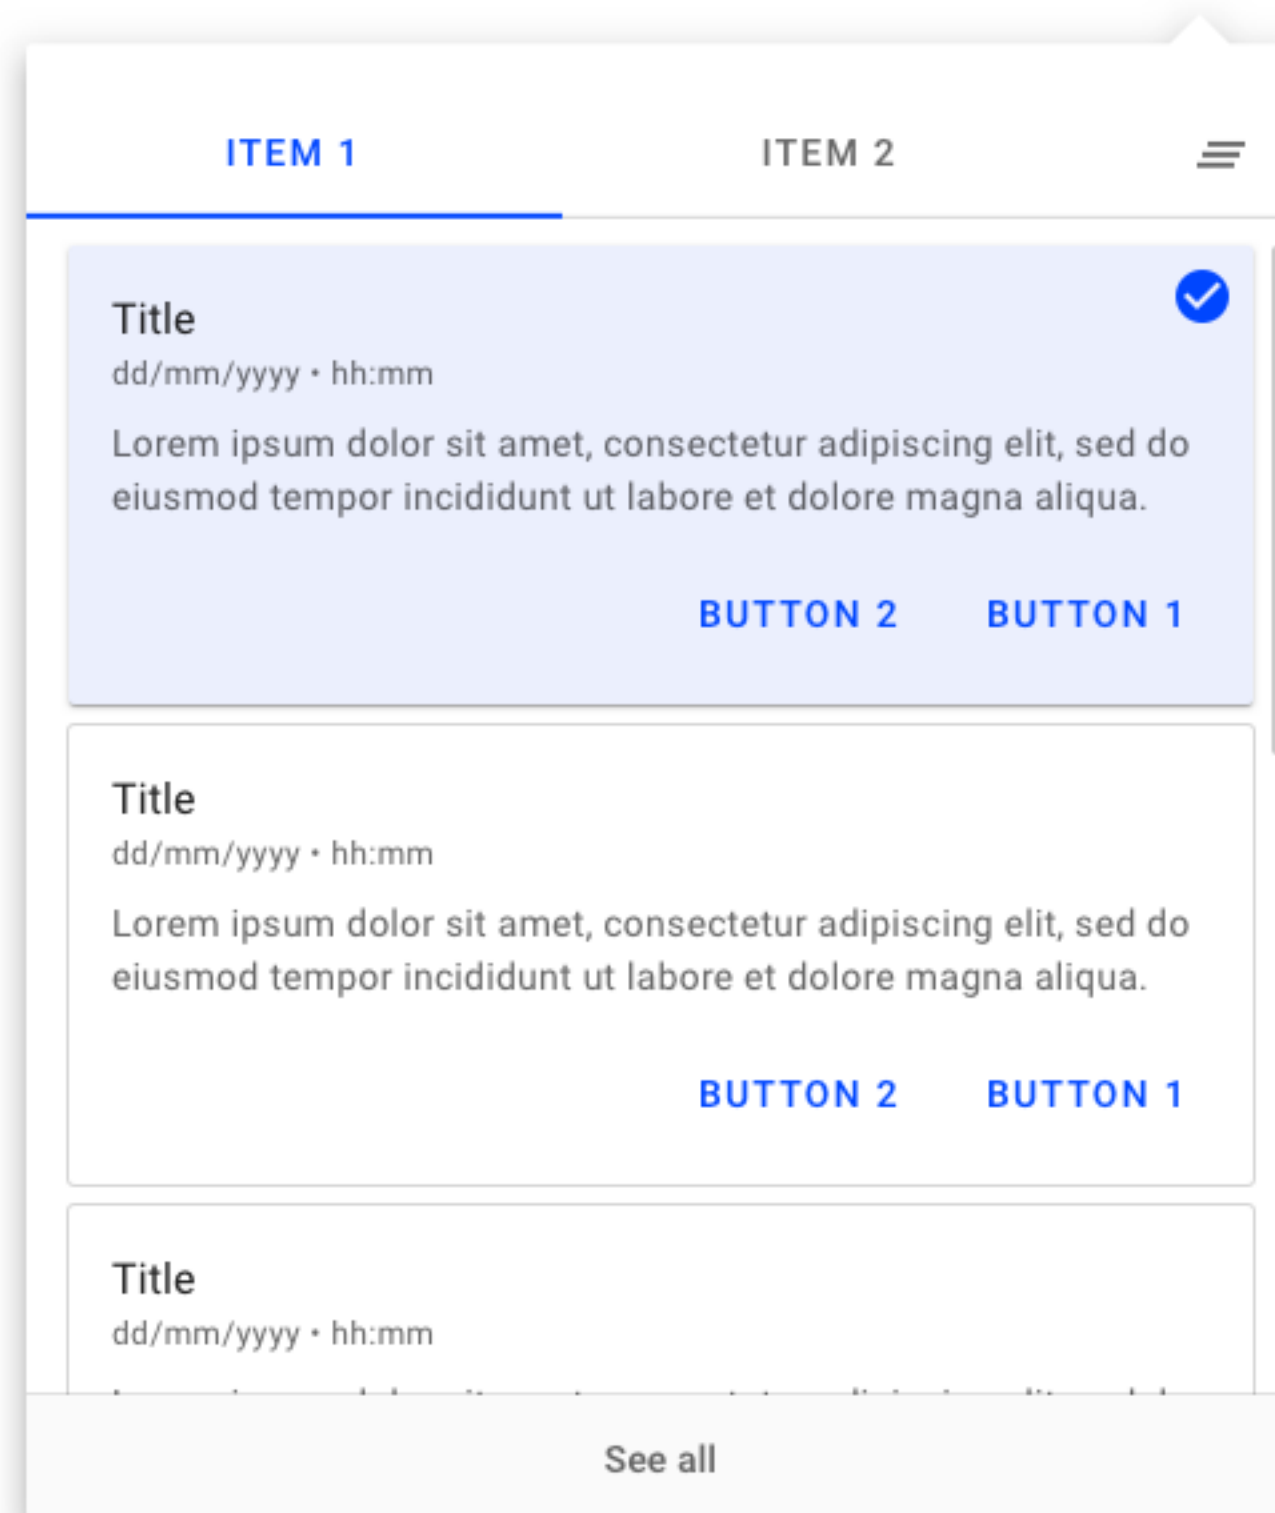 ITEM 1 ITEM 2
Title
dd/mm/yyyy • hh:mm
Lorem ipsum dolor sit amet, consectetur adipiscing elit, sed do
eiusmod tempor incididunt ut labore et dolore magna aliqua.
BUTTON 2 BUTTON 1
Title
dd/mm/yyyy • hh:mm
Lorem ipsum dolor sit amet, consectetur adipiscing elit, sed do
eiusmod tempor incididunt ut labore et dolore magna aliqua.
BUTTON 2 BUTTON 1
Title
dd/mm/yyyy • hh:mm
See all